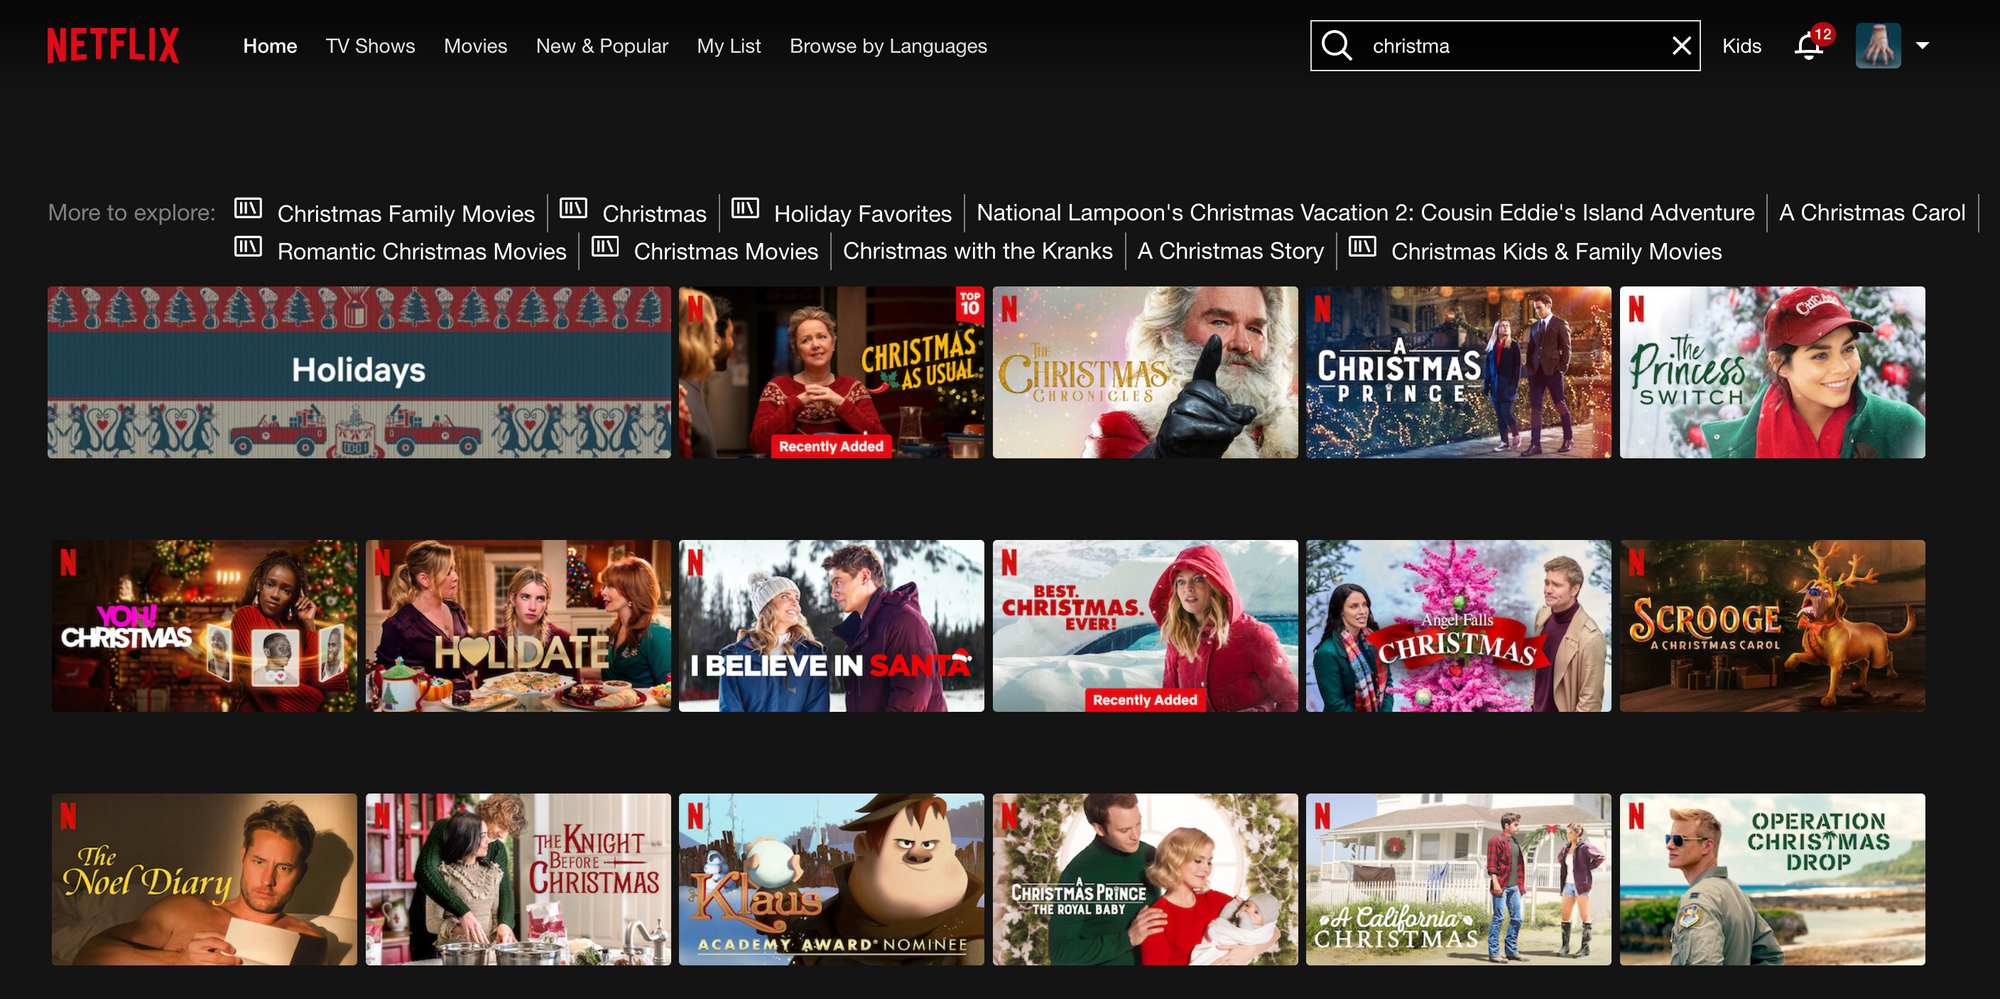 NETFLIX Home TV Shows Movies New & Popular My List Browse by Languages christma Kids 12
More to explore: Christmas Family Movies Christmas Holiday Favorites National Lampoon's Christmas Vacation 2: Cousin Eddie's Island Adventure A Christmas Carol
Romantic Christmas Movies Christmas Movies Christmas with the Kranks A Christmas Story Christmas Kids & Family Movies
Holidays
N
TOP
10
CHRISTMAS
AS USUAL
Recently Added
N
THE
CHRISTMAS
CHRONICLES
N
A
CHRISTMAS
PRINCE
N
The
Princess
SWITCH
CHICAGO
N
YOH!
CHRISTMAS
N
HOLIDATE
N
I BELIEVE IN SANTA
N
BEST.
CHRISTMAS.
EVER!
Recently Added
Angel Falls
CHRISTMAS
N
SCROOGE
A CHRISTMAS CAROL
N
The
Noel Diary
N
THE KNIGHT
BEFORE
CHRISTMAS
N
Klaus
ACADEMY AWARD® NOMINEE
N
A
CHRISTMAS PRINCE
THE ROYAL BABY
N
A California
CHRISTMAS
N
OPERATION
CHRISTMAS
DROP